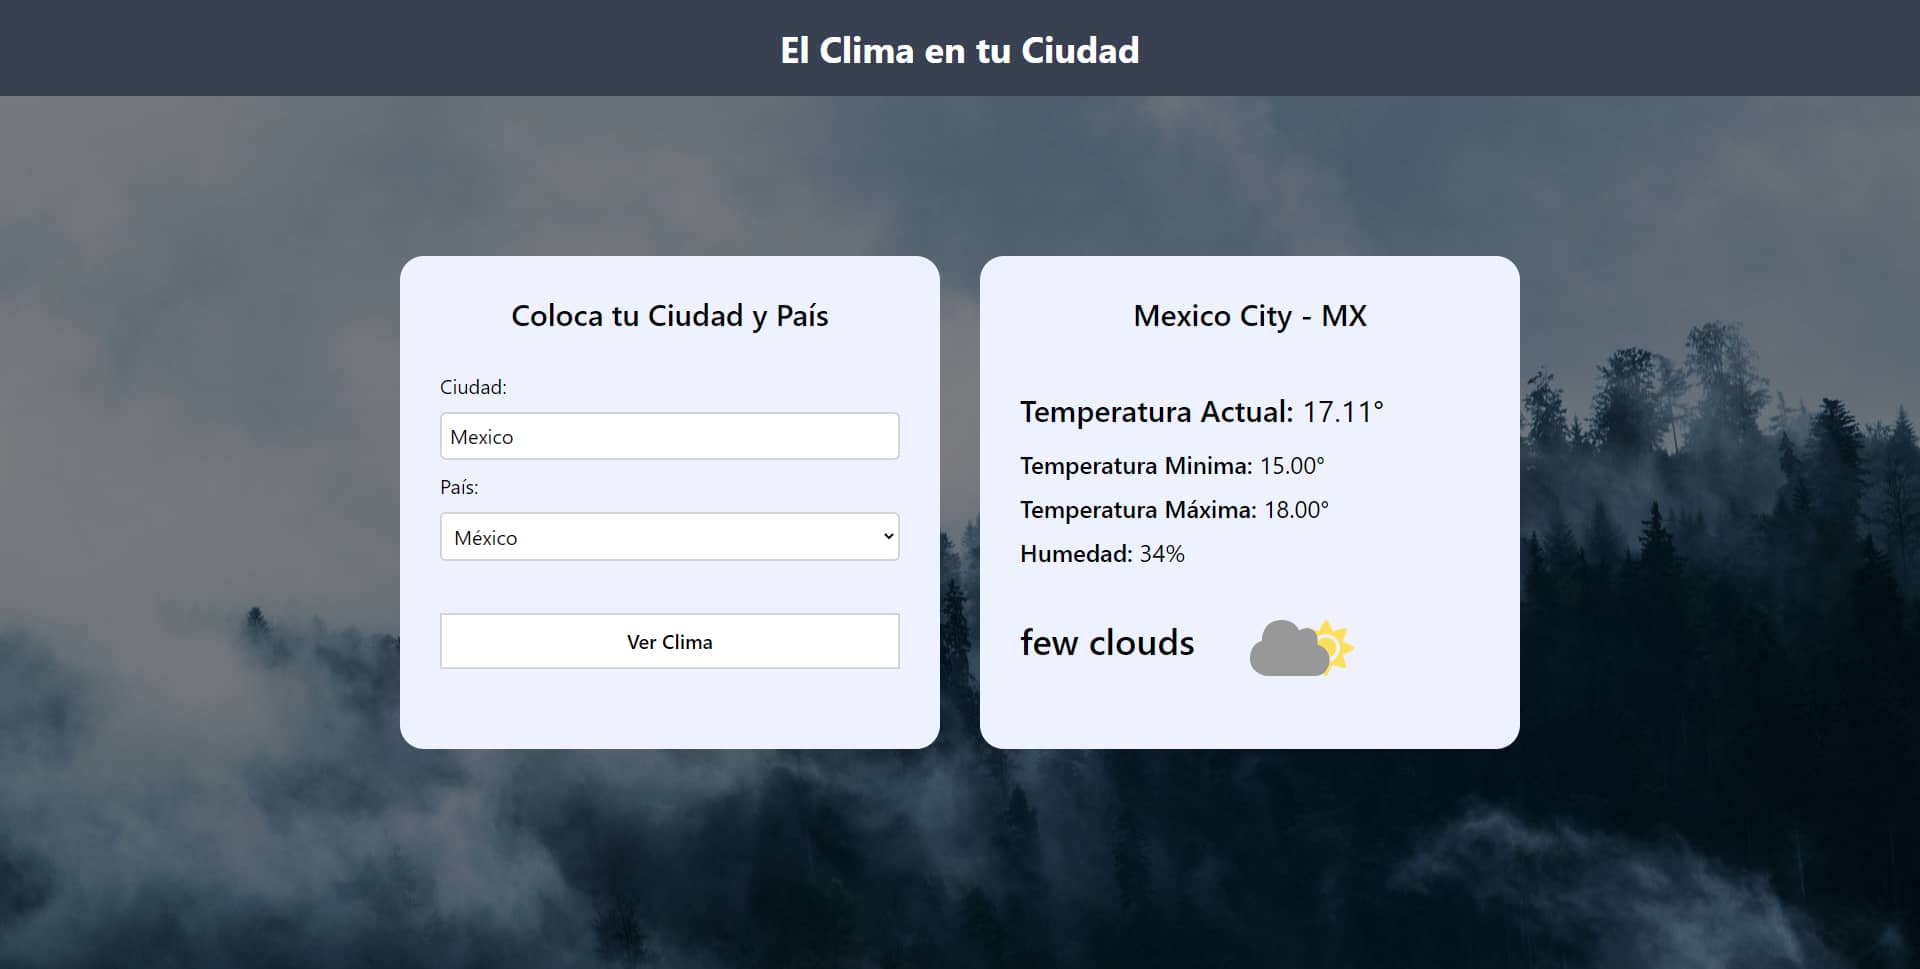 El Clima en tu Ciudad
Coloca tu Ciudad y País
Ciudad:
Mexico
País:
México
Ver Clima
Mexico City - MX
Temperatura Actual: 17.11°
Temperatura Minima: 15.00°
Temperatura Máxima: 18.00°
Humedad: 34%
few clouds